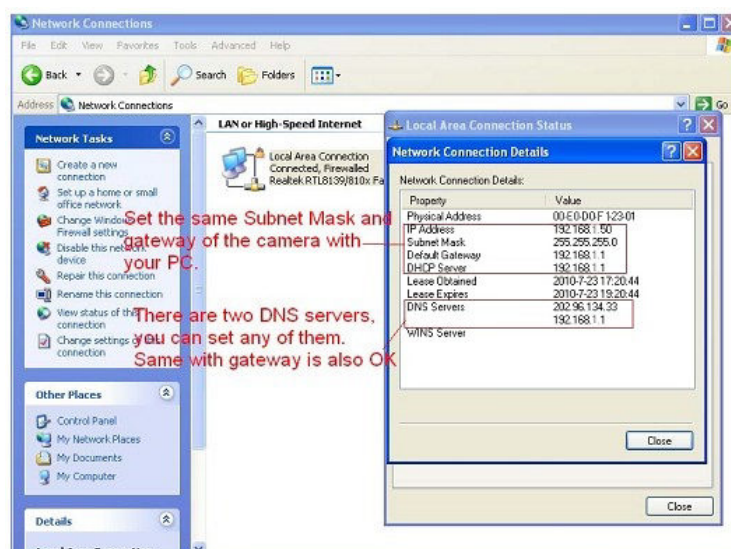 Network Connections
File Edit View Favorites Tools Advanced Help
Back Search Folders
Address Network Connections Go
Network Tasks
Create a new
connection
Set up a home or small
office network
Change Windows
Firewall settings
Disable this network
device
Repair this connection
Rename this connection
View status of this
connection
Change settings of this
connection
Other Places
Control Panel
My Network Places
My Documents
My Computer
Details
LAN or High-Speed Internet
Local Area Connection
Connected, Firewalled
Realtek RTL8139/810x Fa
Set the same Subnet Mask and
gateway of the camera with
your PC.
There are two DNS servers,
you can set any of them.
Same with gateway is also OK
Local Area Connection Status
Network Connection Details
Network Connection Details:
Property Value
Physical Address 00-E0-D0-F1-23-01
IP Address 192.168.1.50
Subnet Mask 255.255.255.0
Default Gateway 192.168.1.1
DHCP Server 192.168.1.1
Lease Obtained 2010-7-23 17:20:44
Lease Expires 2010-7-23 19:20:44
DNS Servers 202.96.134.33
192.168.1.1
WINS Server
Close
Close